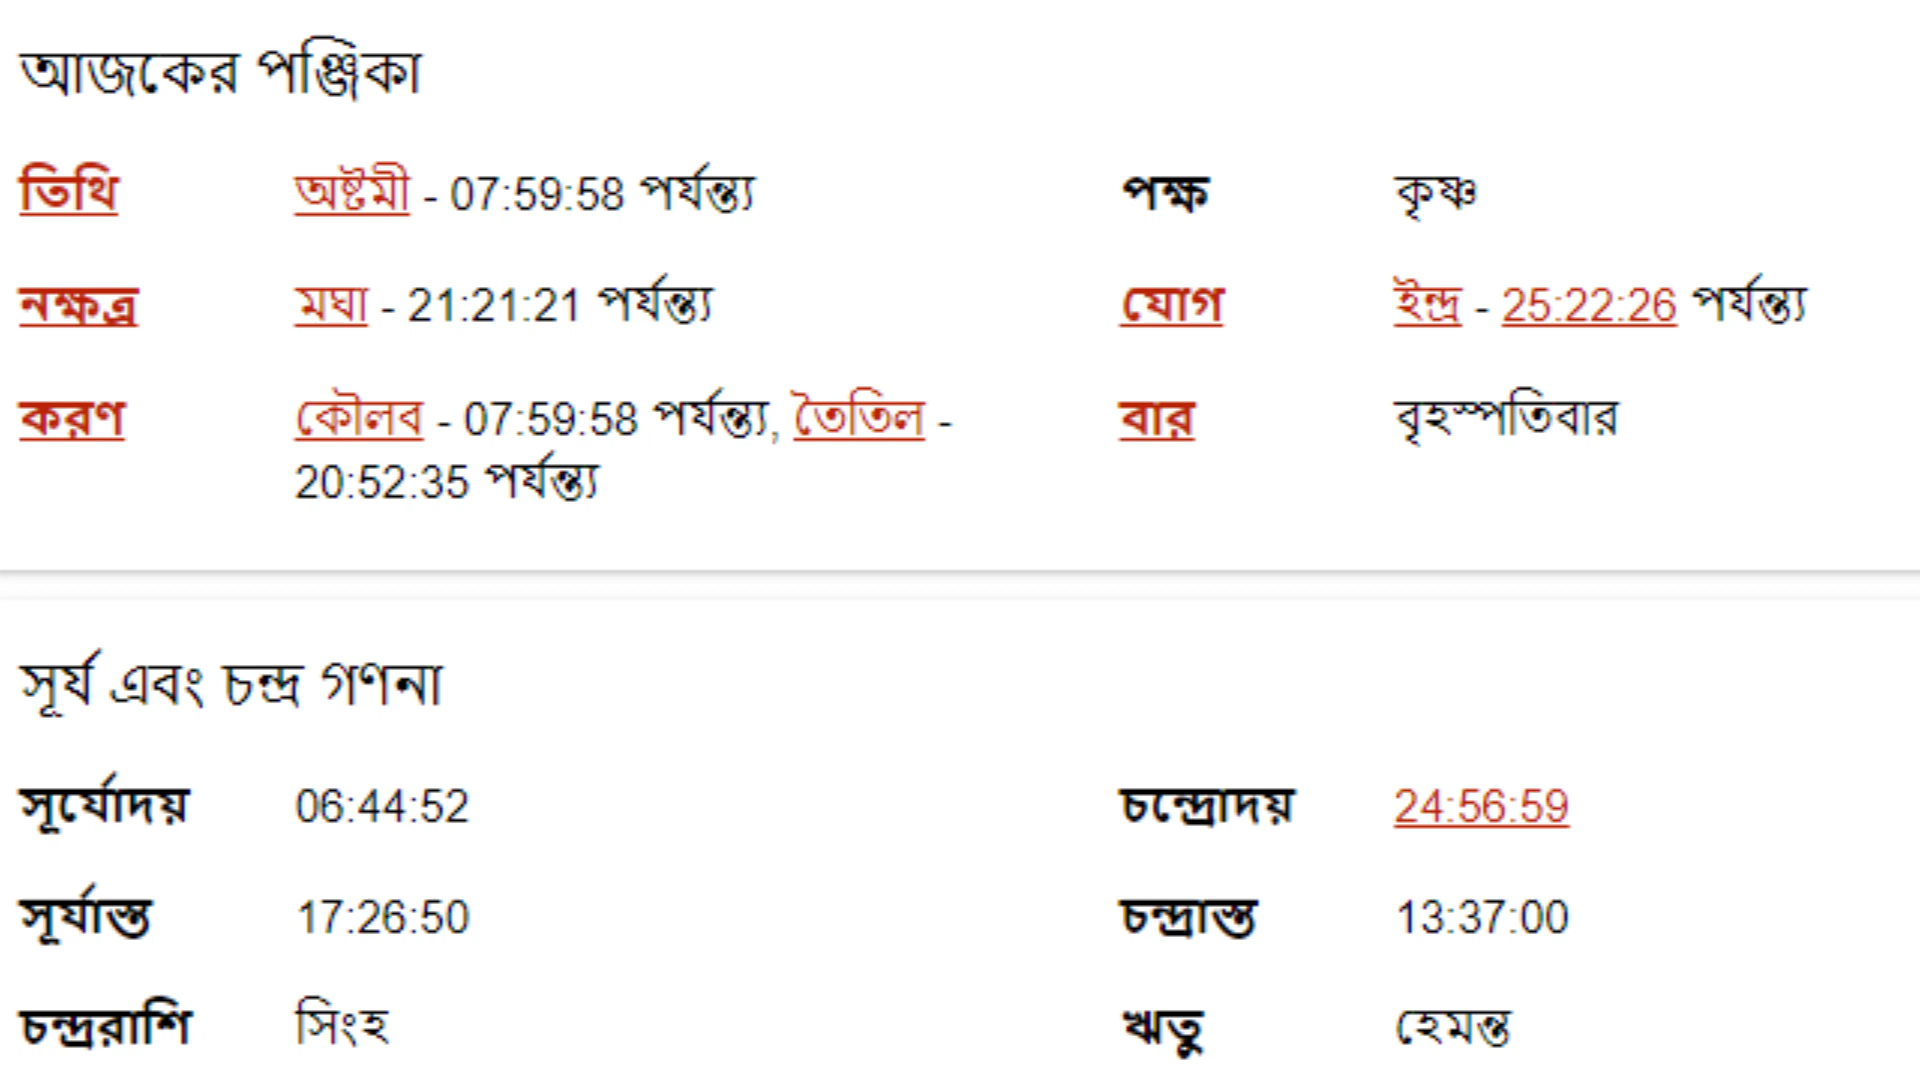 আজকের পঞ্জিকা
তিথি অষ্টমী - 07:59:58 পর্যন্ত্য পক্ষ কৃষ্ণ
নক্ষত্র মঘা - 21:21:21 পর্যন্ত্য যোগ ইন্দ্র - 25:22:26 পর্যন্ত্য
করণ কৌলব - 07:59:58 পর্যন্ত্য, তৈতিল - বার বৃহস্পতিবার
20:52:35 পর্যন্ত্য
সূর্য এবং চন্দ্র গণনা
সূর্যোদয় 06:44:52 চন্দ্রোদয় 24:56:59
সূর্যাস্ত 17:26:50 চন্দ্রাস্ত 13:37:00
চন্দ্ররাশি সিংহ ঋতু হেমন্ত